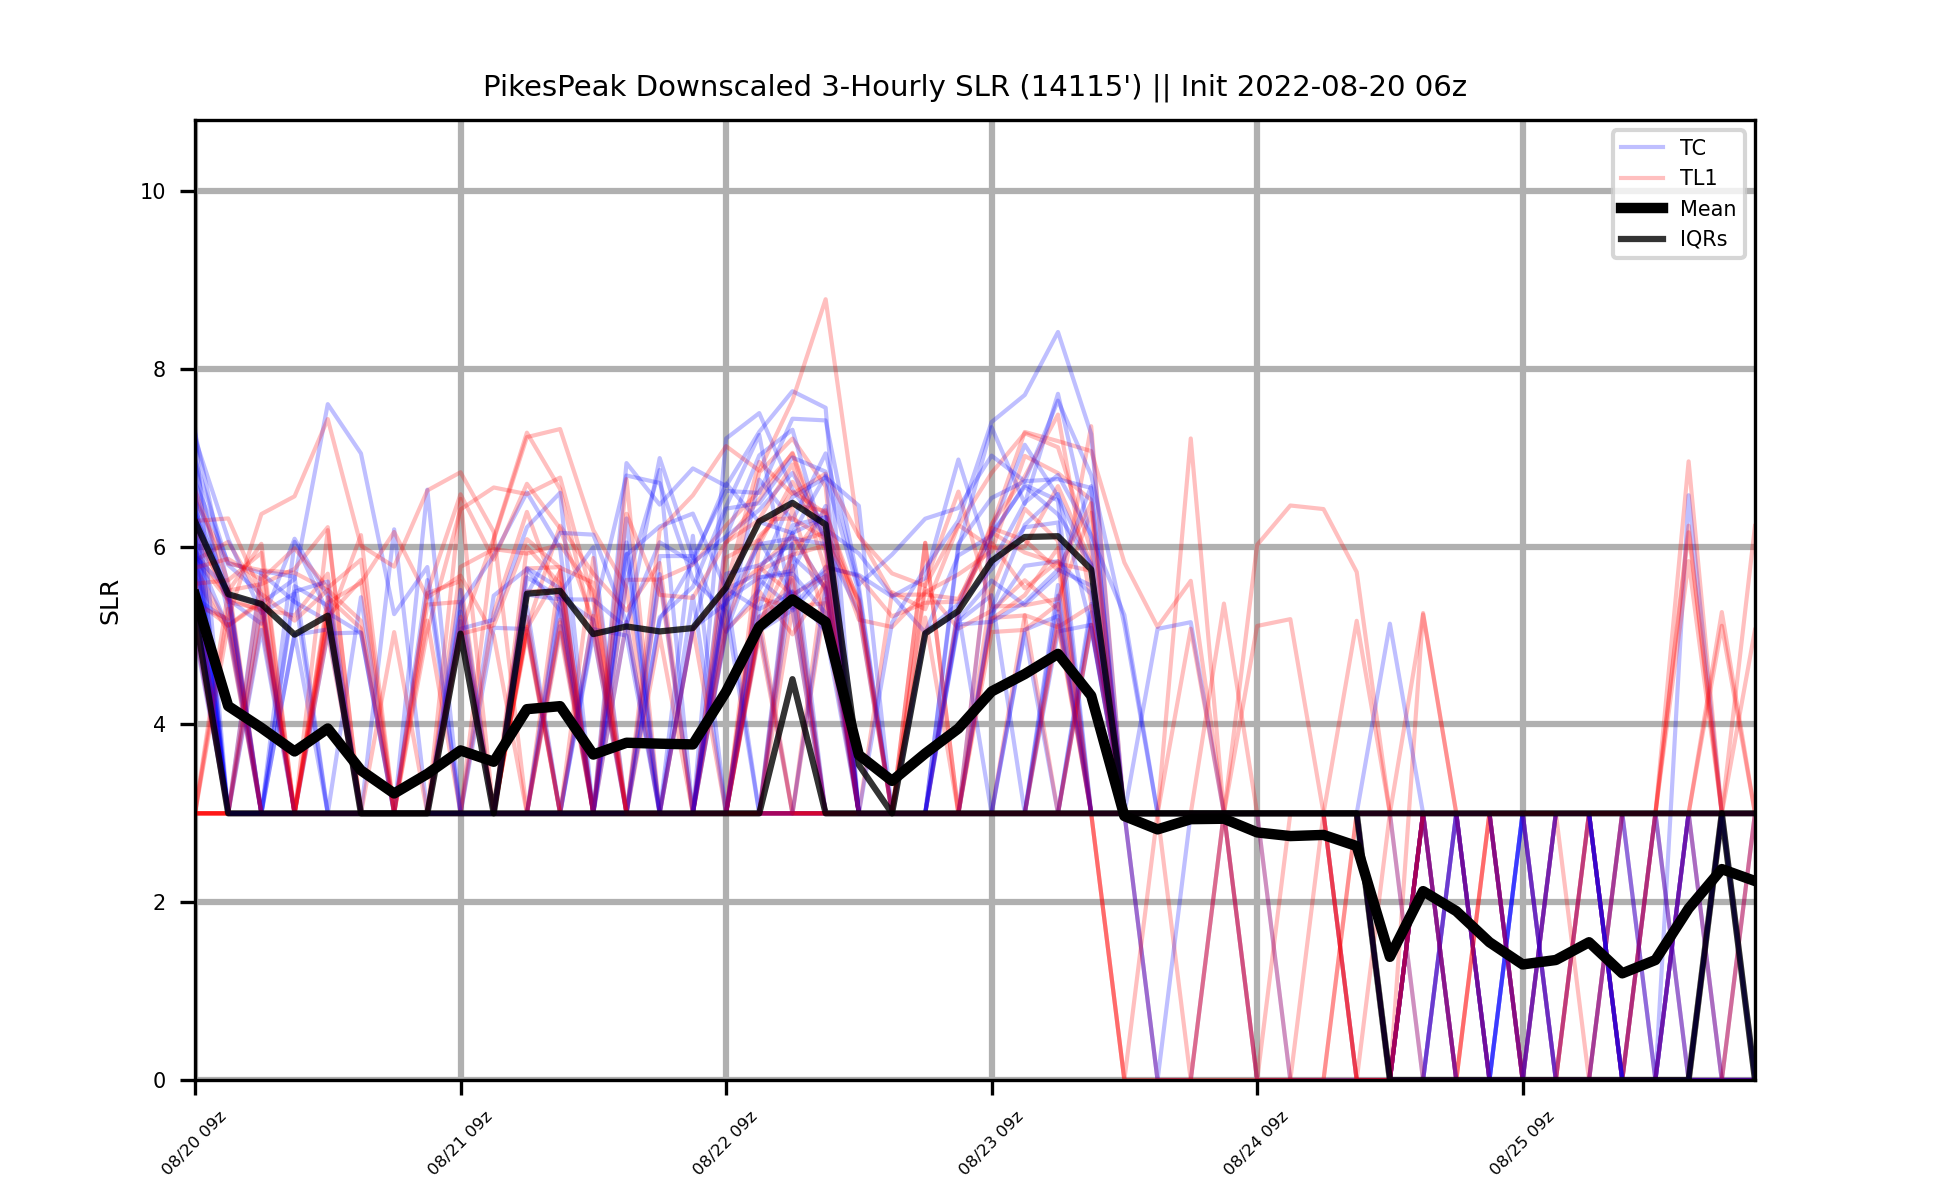 PikesPeak Downscaled 3-Hourly SLR (14115') || Init 2022-08-20 06z
TC
TL1
Mean
IQRs
10
8
6
4
2
0
SLR
08/20 09z
08/21 09z
08/22 09z
08/23 09z
08/24 09z
08/25 09z